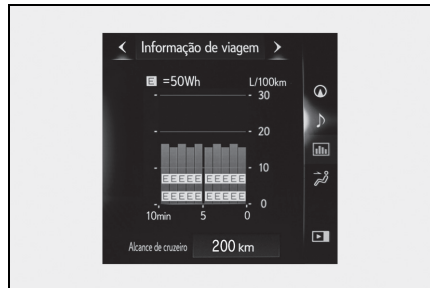 Informação de viagem
E =50Wh L/100km
30
20
10
EEEEE EEEEE
EEEEE EEEEE
0
10min 5 0
Alcance de cruzeiro 200 km